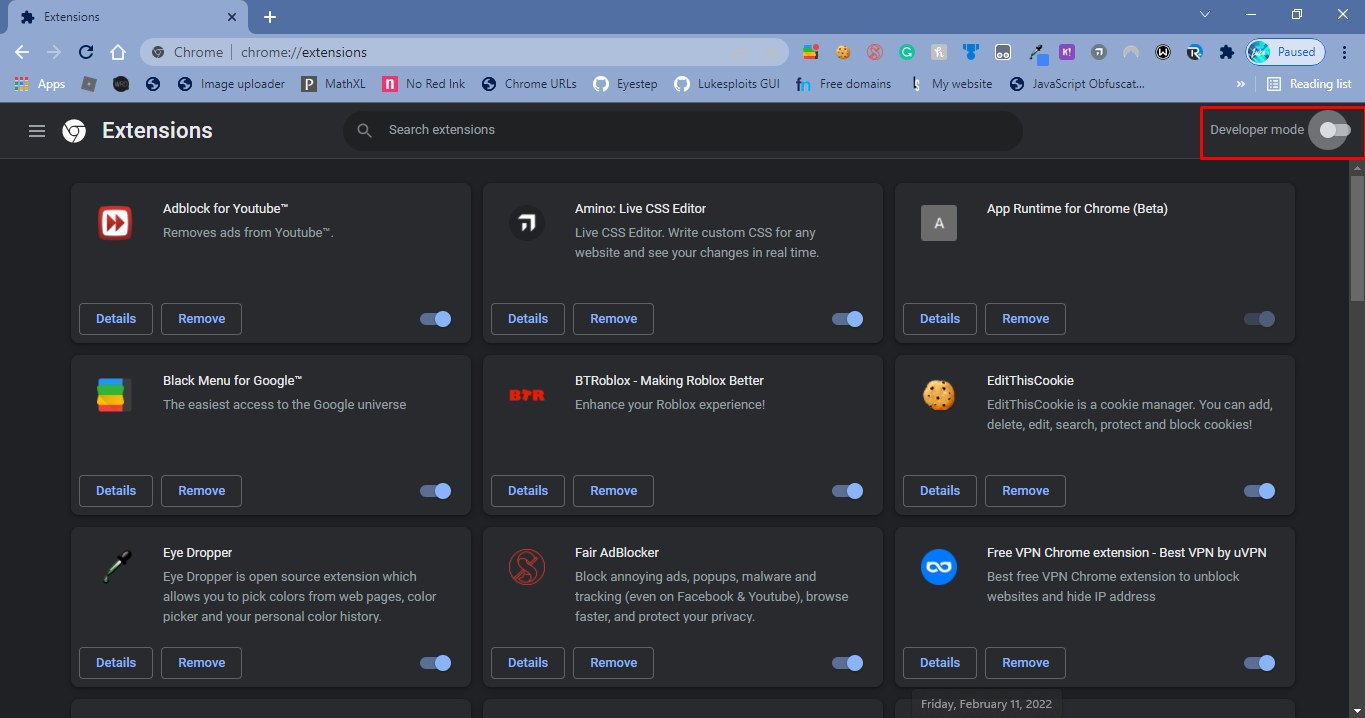 Extensions
Paused
Chrome chrome://extensions
Apps Image uploader MathXL No Red Ink Chrome URLs Eyestep Lukesploits GUI Free domains My website JavaScript Obfuscat... » Reading list
Extensions
Search extensions
Developer mode
Adblock for Youtube™
Removes ads from Youtube™.
Details Remove
Amino: Live CSS Editor
Live CSS Editor. Write custom CSS for any
website and see your changes in real time.
Details Remove
A
App Runtime for Chrome (Beta)
Details Remove
Black Menu for Google™
The easiest access to the Google universe
Details Remove
BTR
BTRoblox - Making Roblox Better
Enhance your Roblox experience!
Details Remove
EditThisCookie
EditThisCookie is a cookie manager. You can add,
delete, edit, search, protect and block cookies!
Details Remove
Eye Dropper
Eye Dropper is open source extension which
allows you to pick colors from web pages, color
picker and your personal color history.
Details Remove
Fair AdBlocker
Block annoying ads, popups, malware and
tracking (even on Facebook & Youtube), browse
faster, and protect your privacy.
Details Remove
Free VPN Chrome extension - Best VPN by uVPN
Best free VPN Chrome extension to unblock
websites and hide IP address
Details Remove
Friday, February 11, 2022